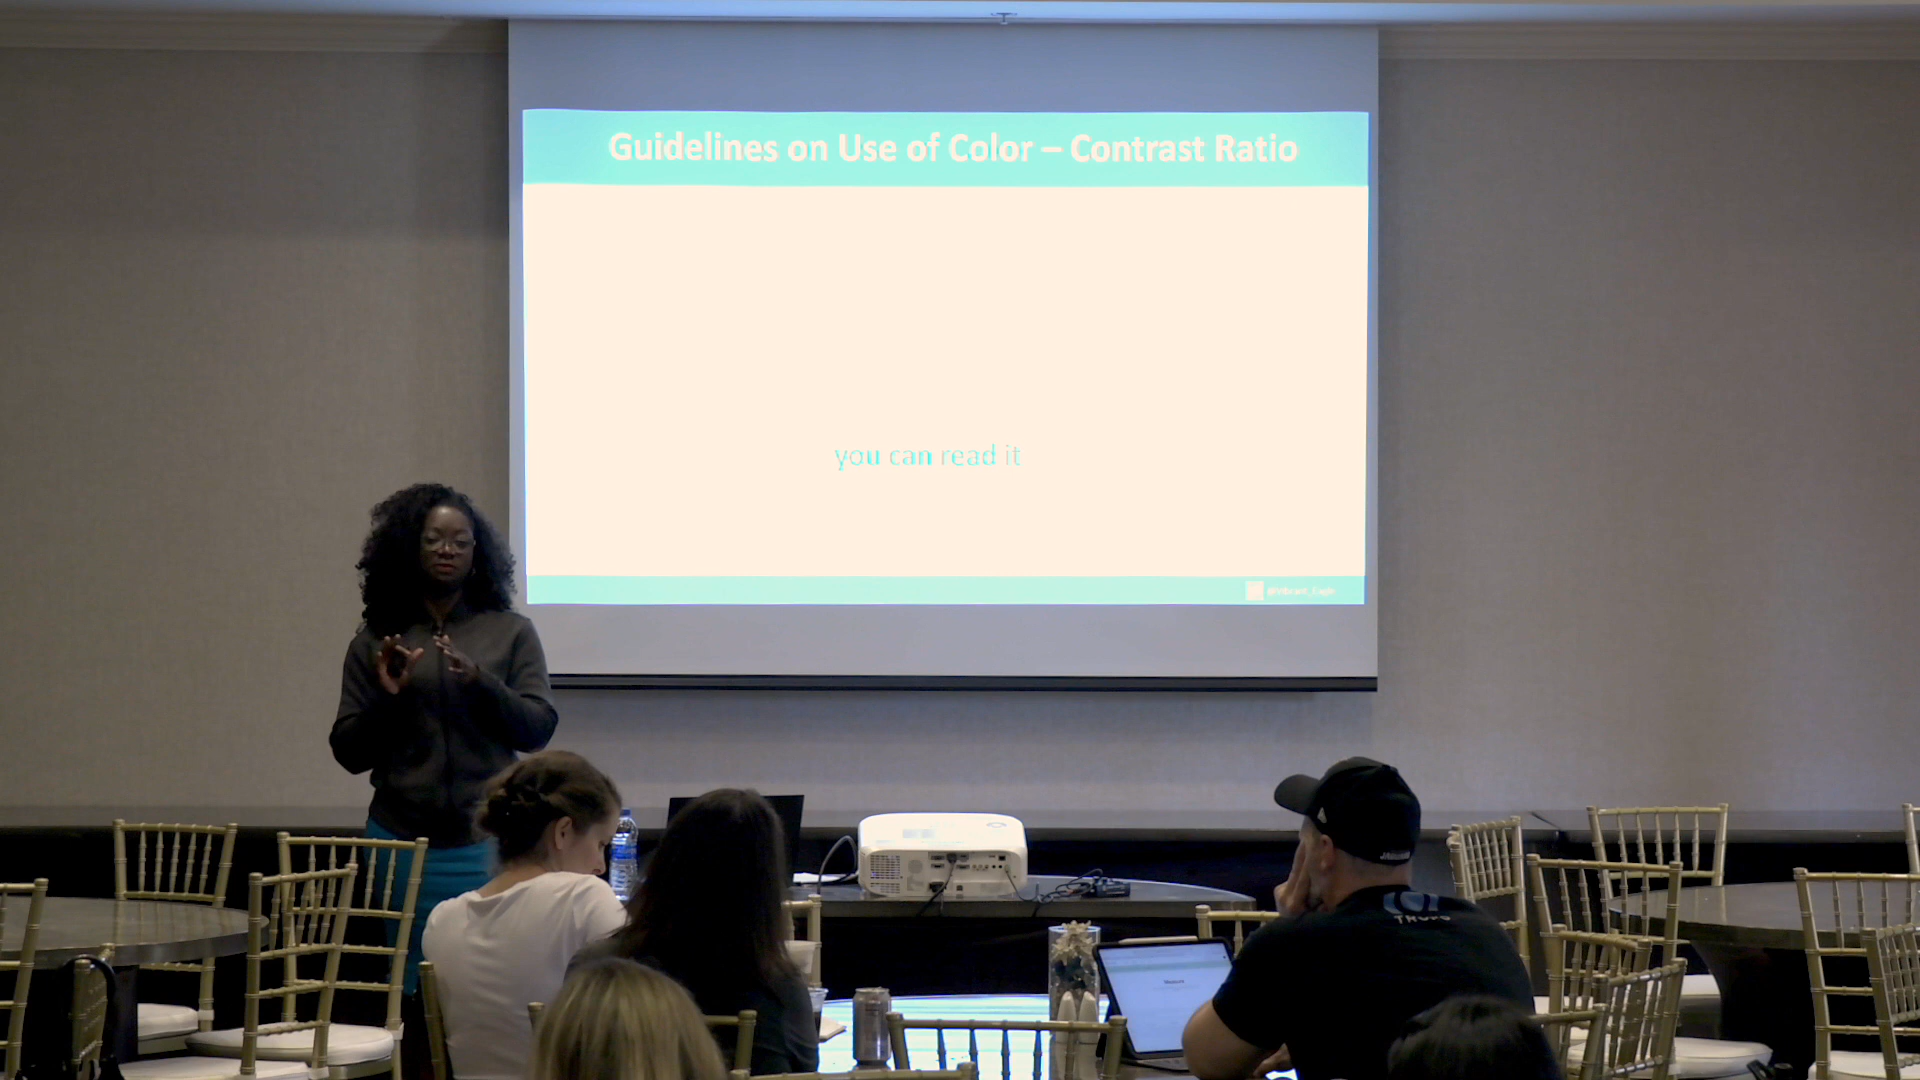 Guidelines on Use of Color – Contrast Ratio
you can read it